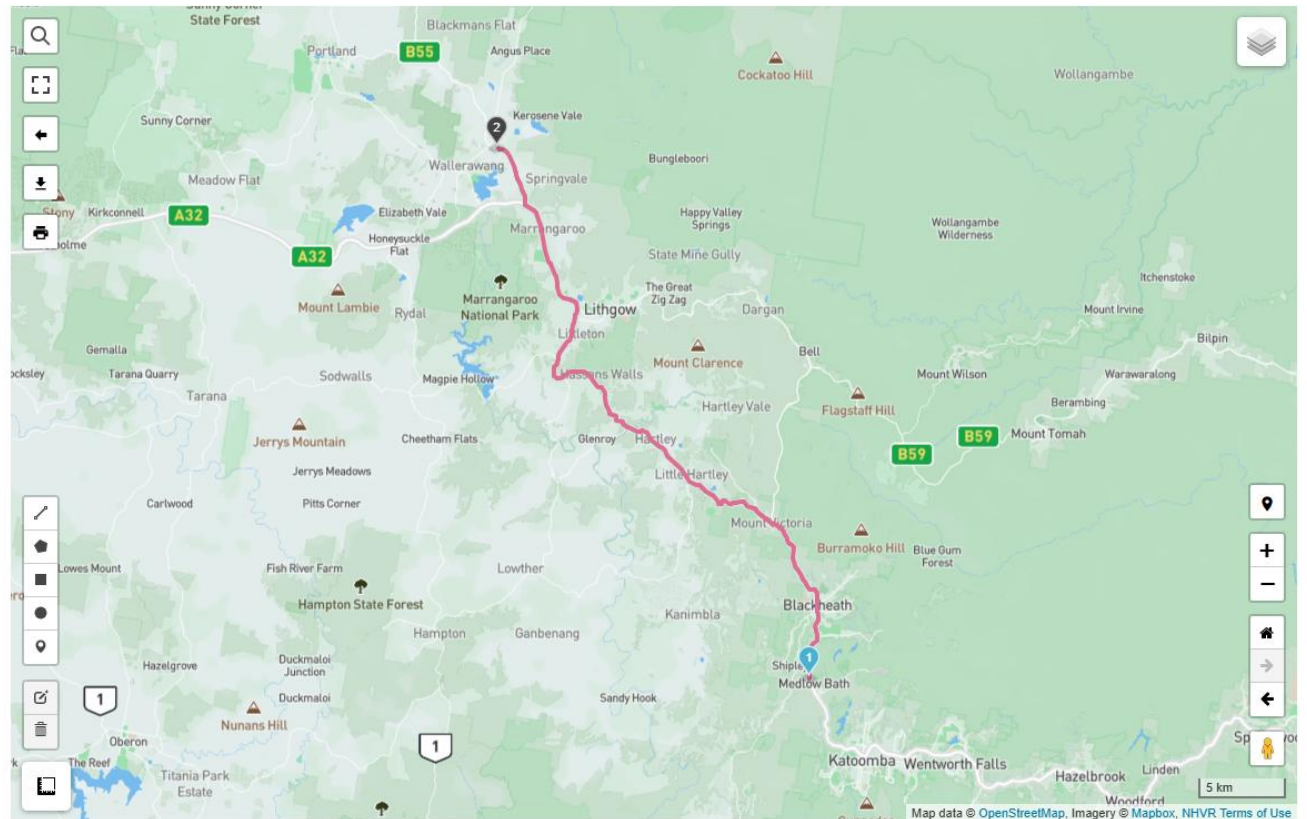 State Forest
Blackmans Flat
Portland
B55
Angus Place
Cockatoo Hill
Wollangambe
Sunny Corner
2
Kerosene Vale
Wallerawang
Bungleboori
Meadow Flat
Springvale
Stony
Kirkconnell
A32
Elizabeth Vale
Happy Valley
Springs
Wollangambe
Wilderness
Honeysuckle
Flat
Marrangaroo
A32
State Mine Gully
Itchenstoke
Mount Lambie
Rydal
Marrangaroo
National Park
The Great
Zig Zag
Lithgow
Dargan
Mount Irvine
Littleton
Bilpin
Gemalla
Mount Clarence
Bell
Tarana Quarry
Sodwalls
Magpie Hollow
Hassans Walls
Mount Wilson
Warawaralong
Tarana
Hartley Vale
Flagstaff Hill
Berambing
Jerrys Mountain
Cheetham Flats
Glenroy
Hartley
B59
Mount Tomah
B59
Jerrys Meadows
Little Hartley
Carlwood
Pitts Corner
Mount Victoria
Burramoko Hill
Blue Gum
Forest
Lowes Mount
Fish River Farm
Lowther
Hampton State Forest
Blackheath
Kanimbla
Hampton
Ganbenang
Hazelgrove
Duckmaloi
Junction
1
Medlow Bath
1
Duckmaloi
Sandy Hook
Nunans Hill
Oberon
1
The Reef
Titania Park
Estate
Katoomba
Wentworth Falls
Hazelbrook
Linden
5 km
Woodford
Map data © OpenStreetMap, Imagery © Mapbox, NHVR Terms of Use